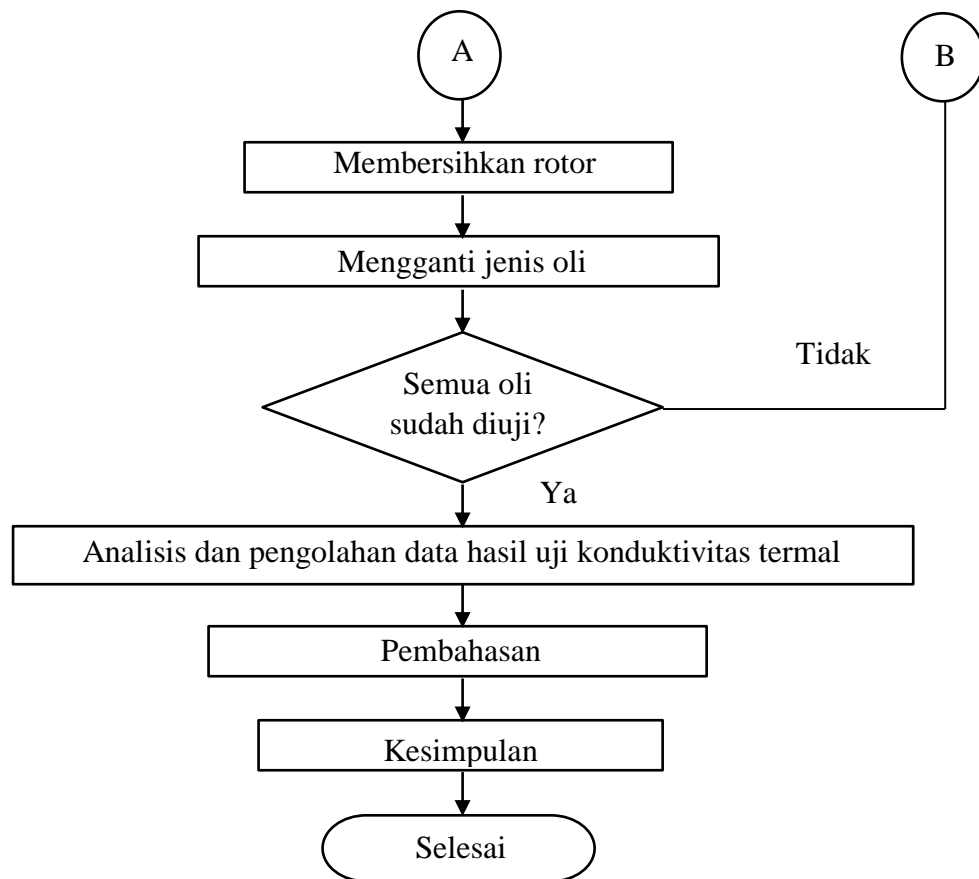 A
B
Membersihkan rotor
Mengganti jenis oli
Tidak
Semua oli
sudah diuji?
Ya
Analisis dan pengolahan data hasil uji konduktivitas termal
Pembahasan
Kesimpulan
Selesai